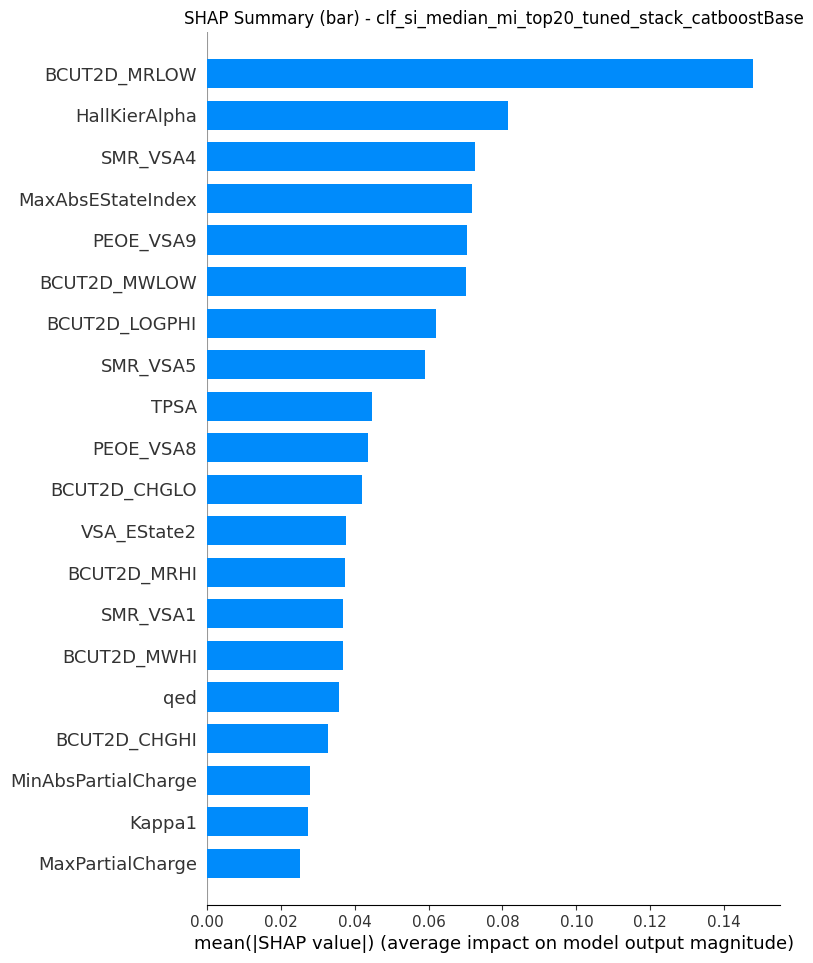 SHAP Summary (bar) - clf_si_median_mi_top20_tuned_stack_catboostBase
BCUT2D_MRLOW
HallKierAlpha
SMR_VSA4
MaxAbsEStateIndex
PEOE_VSA9
BCUT2D_MWLOW
BCUT2D_LOGPHI
SMR_VSA5
TPSA
PEOE_VSA8
BCUT2D_CHGLO
VSA_EState2
BCUT2D_MRHI
SMR_VSA1
BCUT2D_MWHI
qed
BCUT2D_CHGHI
MinAbsPartialCharge
Kappa1
MaxPartialCharge
0.00 0.02 0.04 0.06 0.08 0.10 0.12 0.14
mean(|SHAP value|) (average impact on model output magnitude)